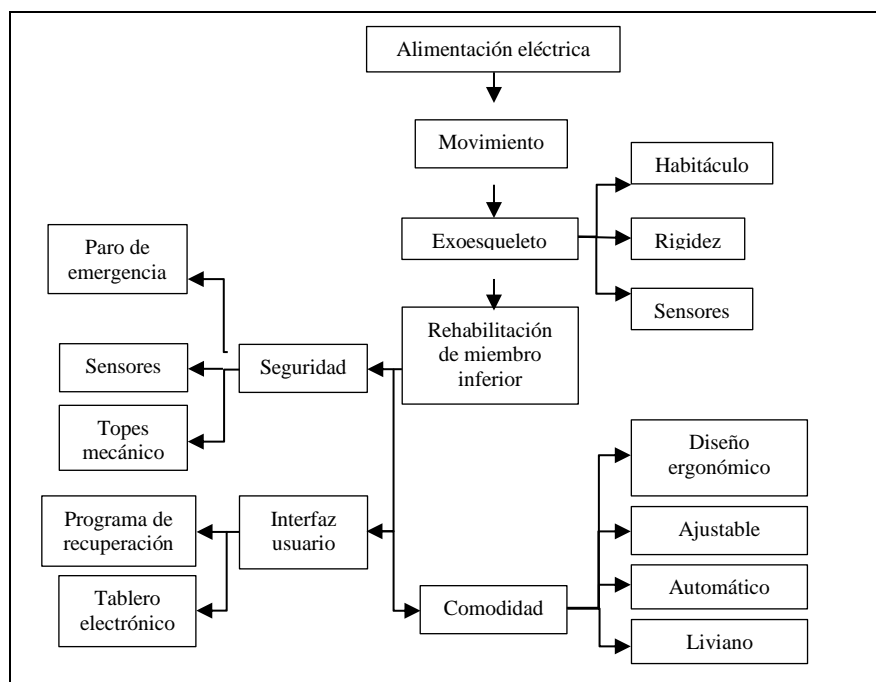 Alimentación eléctrica
Movimiento
Habitáculo
Exoesqueleto
Rigidez
Paro de
emergencia
Sensores
Rehabilitación
de miembro
inferior
Sensores
Seguridad
Topes
mecánico
Diseño
ergonómico
Programa de
recuperación
Interfaz
usuario
Ajustable
Automático
Tablero
electrónico
Comodidad
Liviano